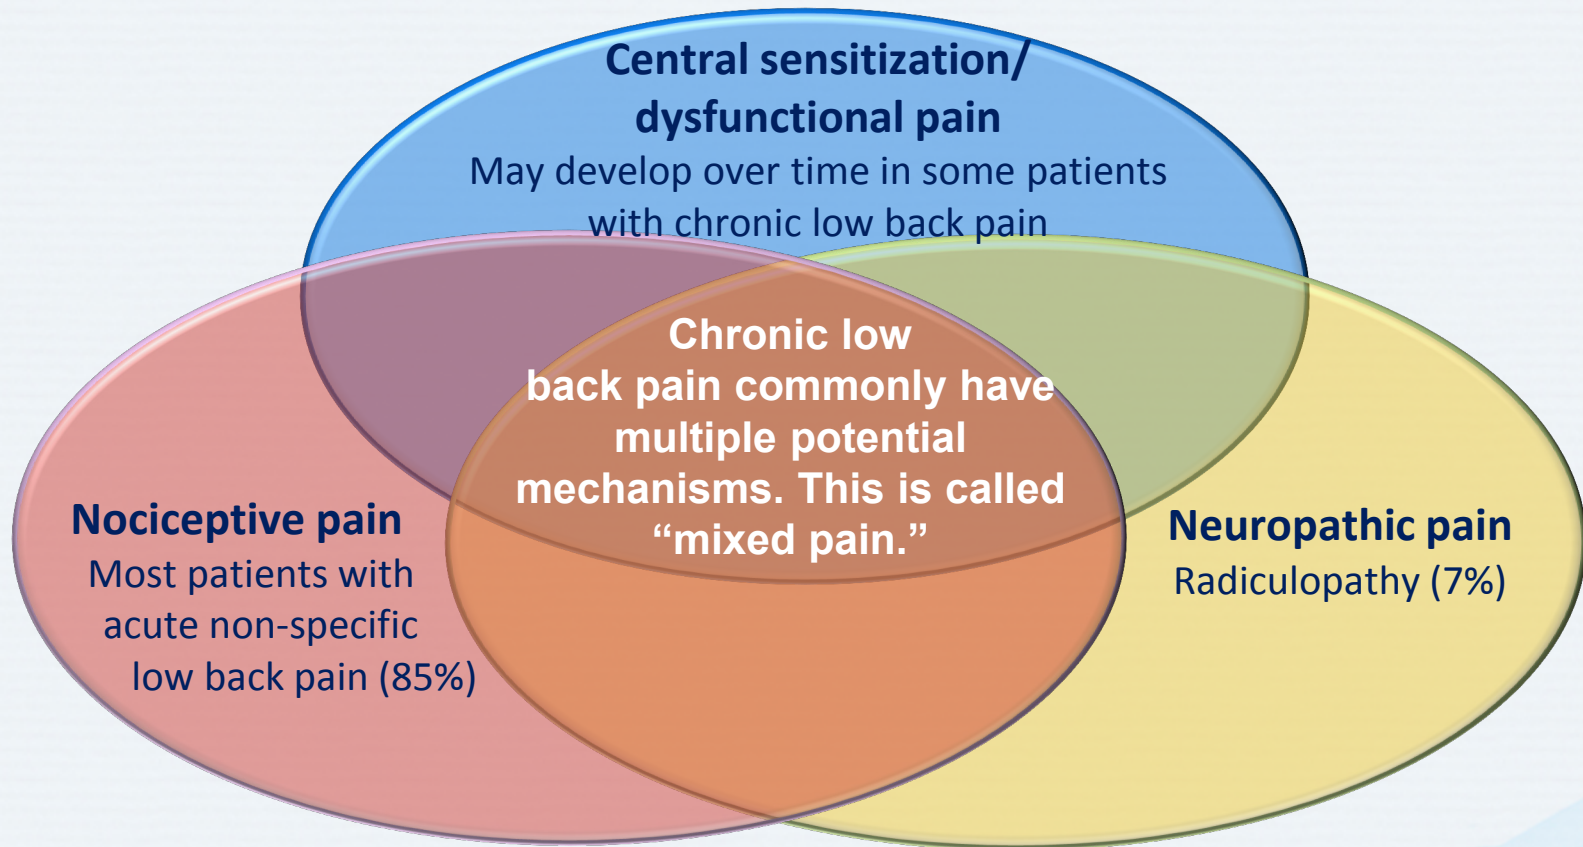 Central sensitization/
dysfunctional pain
May develop over time in some patients
with chronic low back pain
Chronic low
back pain commonly have
multiple potential
mechanisms. This is called
“mixed pain.”
Nociceptive pain
Most patients with
acute non-specific
low back pain (85%)
Neuropathic pain
Radiculopathy (7%)